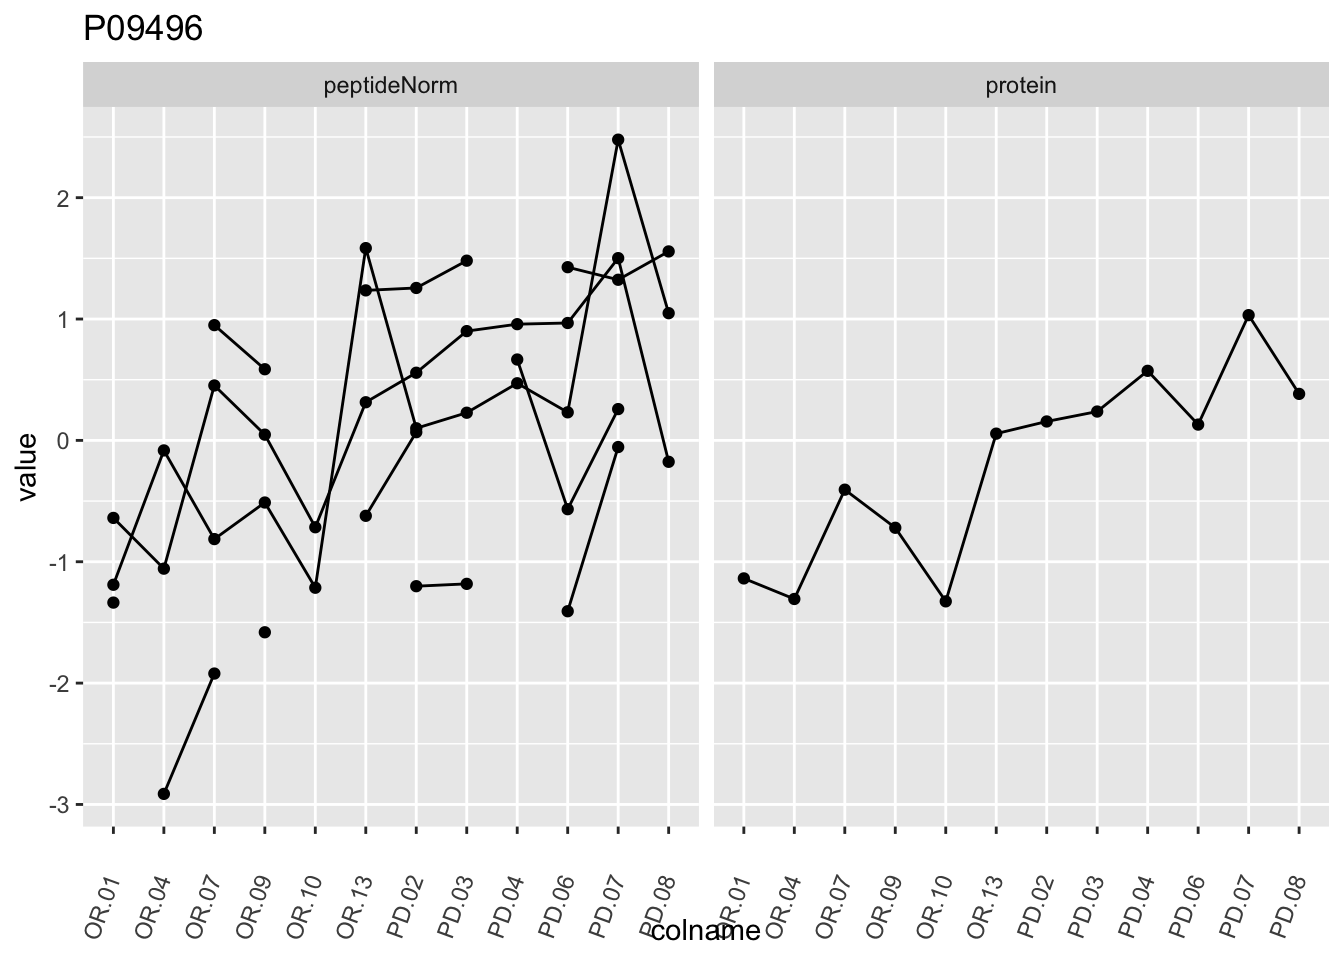 P09496
peptideNorm
protein
value
2
1
0
-1
-2
-3
OR.01 OR.04 OR.07 OR.09 OR.10 OR.13 PD.02 PD.03 PD.04 PD.06 PD.07 PD.08
OR.01 OR.04 OR.07 OR.09 OR.10 OR.13 PD.02 PD.03 PD.04 PD.06 PD.07 PD.08
colname